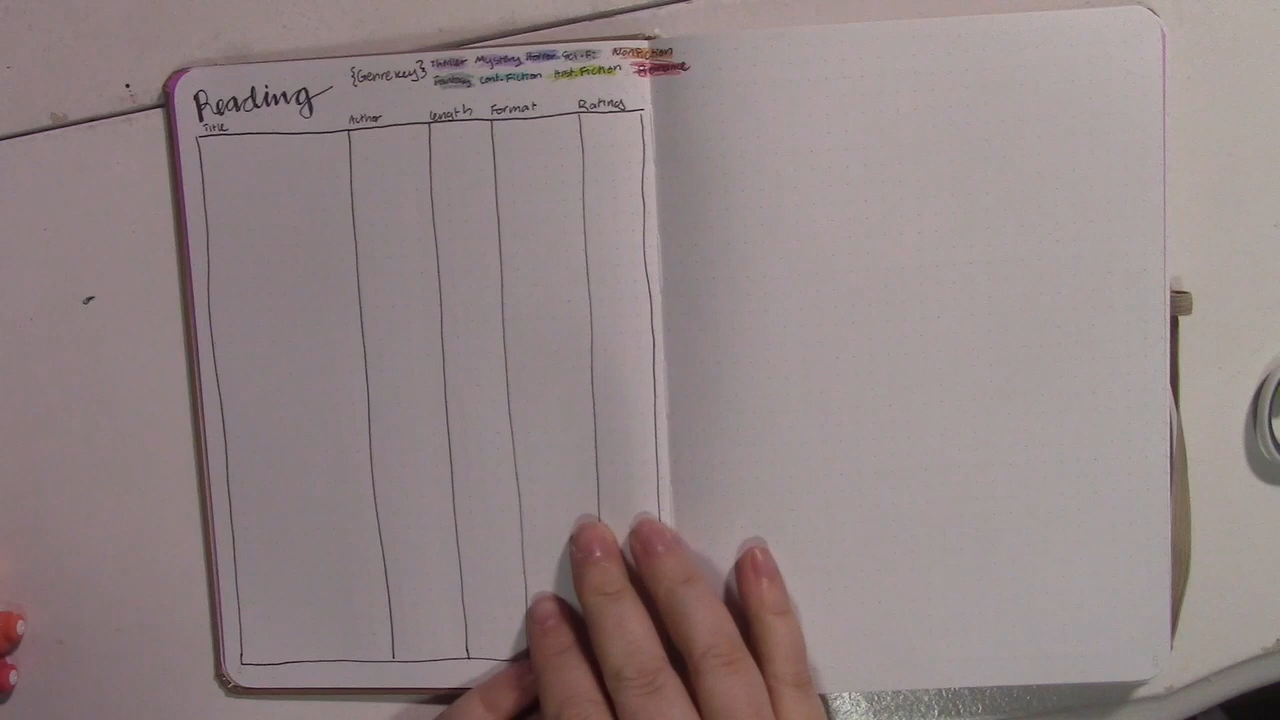 {Genre Key} Thriller Mystery Horror Sci-Fi Nonfiction
Fantasy Cont. Fiction Hist. Fiction Romance
Reading
Title Author Length Format Rating